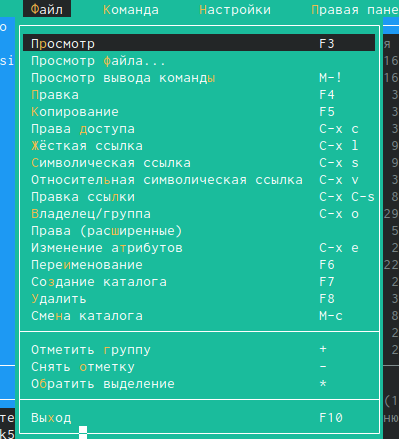 Файл Команда Настройки Правая пане
Просмотр F3
Просмотр файла...
Просмотр вывода команды M-!
Правка F4
Копирование F5
Права доступа C-x c
Жёсткая ссылка C-x l
Символическая ссылка C-x s
Относительная символическая ссылка C-x v
Правка ссылки C-x C-s
Владелец/группа C-x o
Права (расширенные)
Изменение атрибутов C-x e
Переименование F6
Создание каталога F7
Удалить F8
Смена каталога M-c
Отметить группу +
Снять отметку -
Обратить выделение *
Выход F10